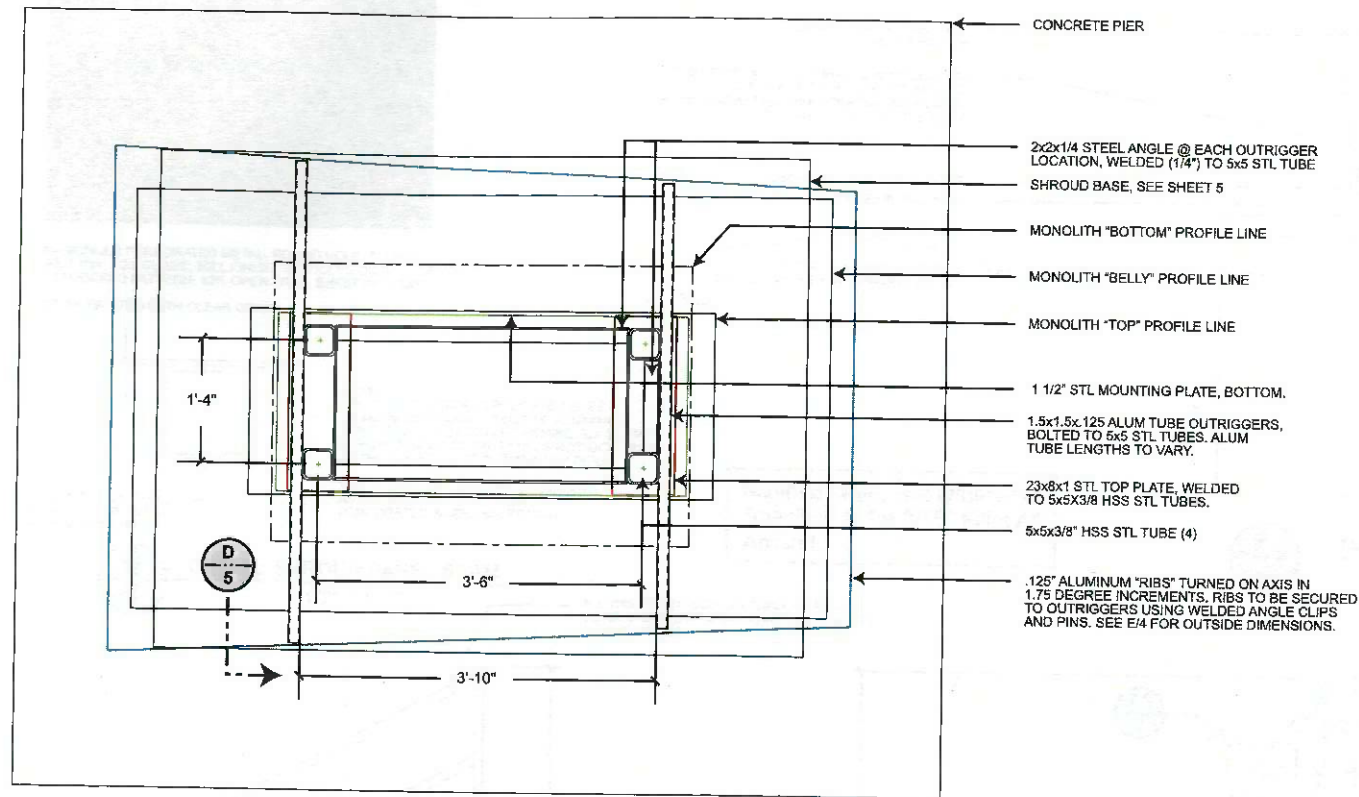 CONCRETE PIER
2x2x1/4 STEEL ANGLE @ EACH OUTRIGGER
LOCATION, WELDED (1/4") TO 5x5 STL TUBE
SHROUD BASE, SEE SHEET 5
MONOLITH "BOTTOM" PROFILE LINE
MONOLITH "BELLY" PROFILE LINE
MONOLITH "TOP" PROFILE LINE
1 1/2" STL MOUNTING PLATE, BOTTOM.
1.5x1.5x.125 ALUM TUBE OUTRIGGERS,
BOLTED TO 5x5 STL TUBES. ALUM
TUBE LENGTHS TO VARY.
23x8x1 STL TOP PLATE, WELDED
TO 5x5X3/8 HSS STL TUBES.
5x5x3/8" HSS STL TUBE (4)
.125" ALUMINUM "RIBS" TURNED ON AXIS IN
1.75 DEGREE INCREMENTS, RIBS TO BE SECURED
TO OUTRIGGERS USING WELDED ANGLE CLIPS
AND PINS. SEE E/4 FOR OUTSIDE DIMENSIONS.
1'-4"
D
5
3'-6"
3'-10"